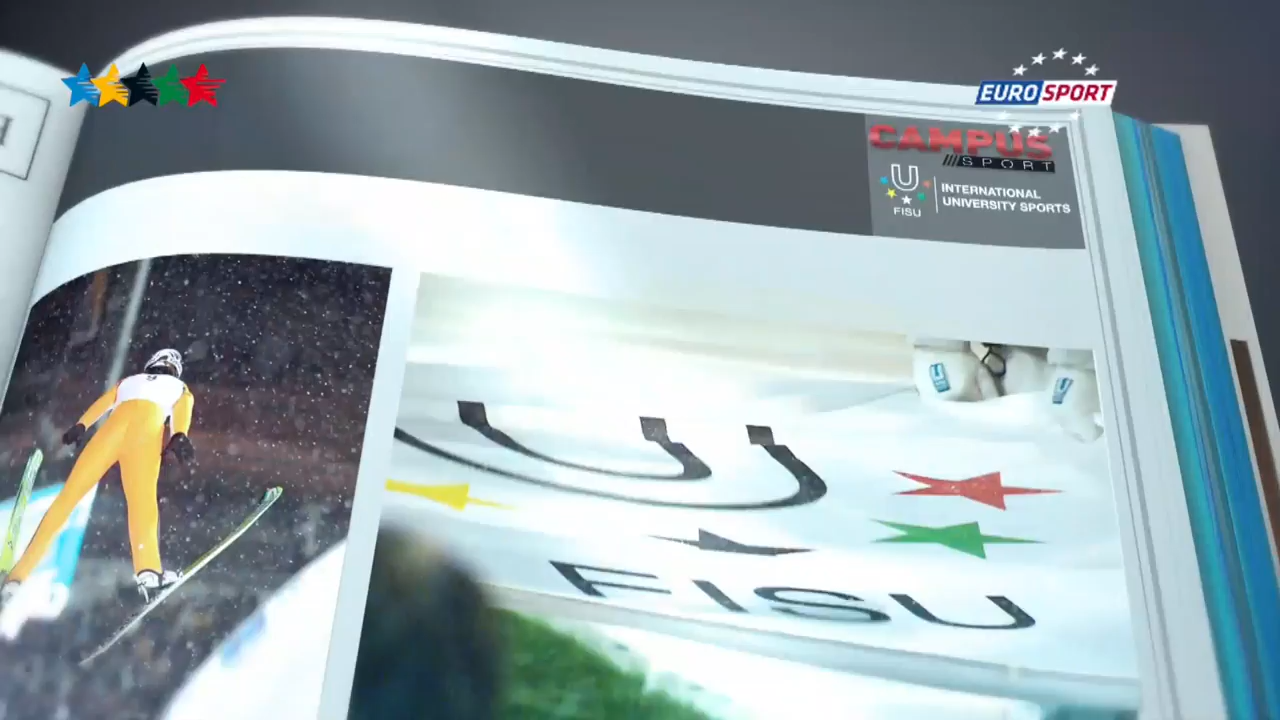 EUROSPORT
CAMPUS
///SPORT
U
FISU
INTERNATIONAL
UNIVERSITY SPORTS
U
FISU